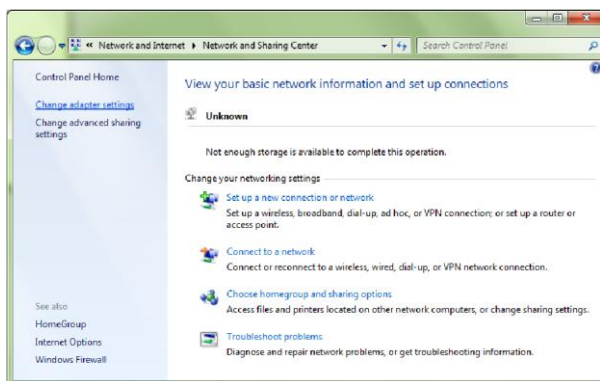 « Network and Internet ▸ Network and Sharing Center
Search Control Panel
Control Panel Home
Change adapter settings
Change advanced sharing
settings
See also
HomeGroup
Internet Options
Windows Firewall
View your basic network information and set up connections
Unknown
Not enough storage is available to complete this operation.
Change your networking settings
Set up a new connection or network
Set up a wireless, broadband, dial-up, ad hoc, or VPN connection; or set up a router or
access point.
Connect to a network
Connect or reconnect to a wireless, wired, dial-up, or VPN network connection.
Choose homegroup and sharing options
Access files and printers located on other network computers, or change sharing settings.
Troubleshoot problems
Diagnose and repair network problems, or get troubleshooting information.